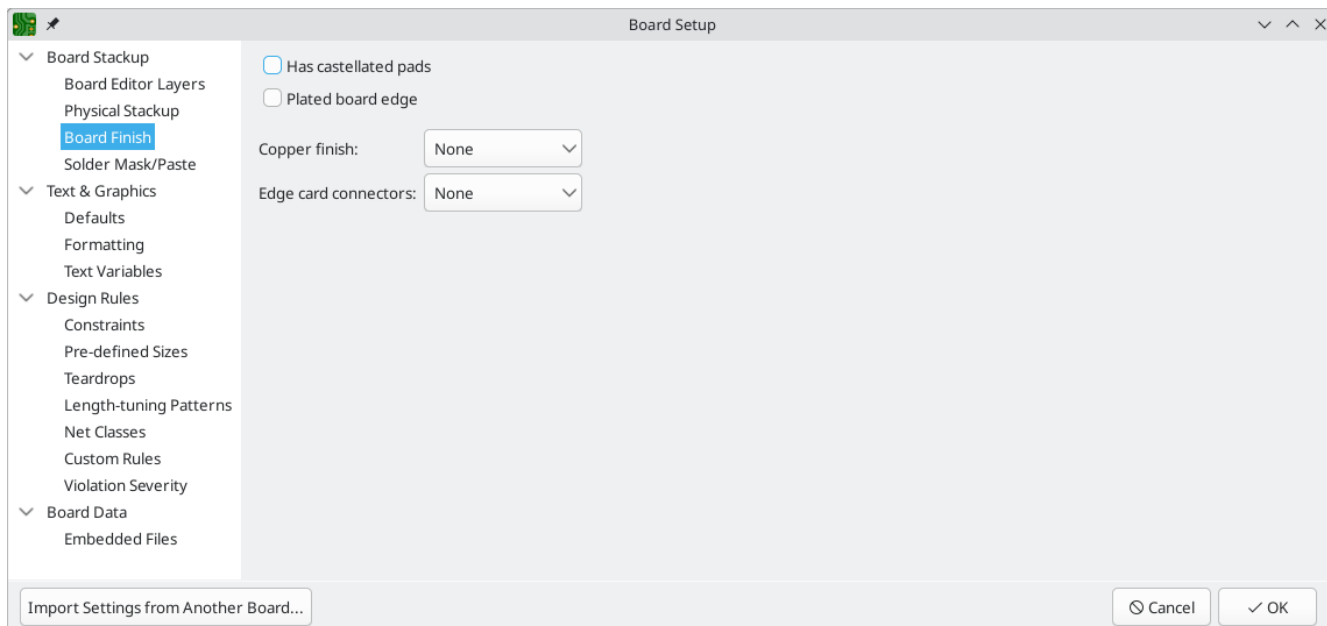 Board Setup
Board Stackup
Board Editor Layers
Physical Stackup
Board Finish
Solder Mask/Paste
Text & Graphics
Defaults
Formatting
Text Variables
Design Rules
Constraints
Pre-defined Sizes
Teardrops
Length-tuning Patterns
Net Classes
Custom Rules
Violation Severity
Board Data
Embedded Files
Has castellated pads
Plated board edge
Copper finish: None
Edge card connectors: None
Import Settings from Another Board...
Cancel
OK